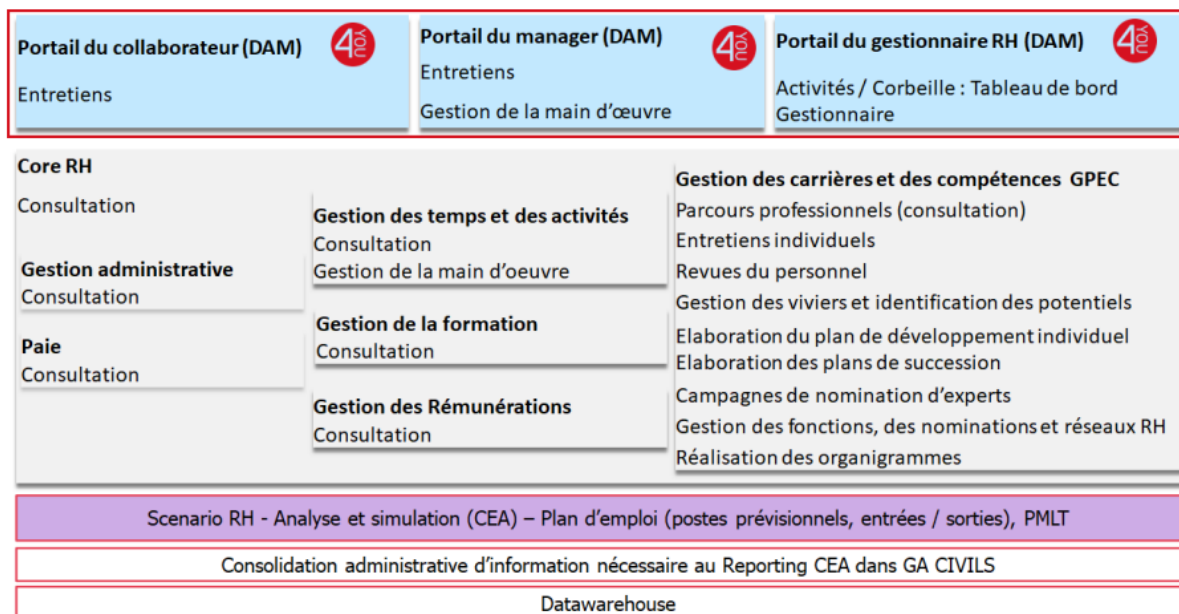 Portail du collaborateur (DAM)
4YOU
Entretiens
Portail du manager (DAM)
4YOU
Entretiens
Gestion de la main d'œuvre
Portail du gestionnaire RH (DAM)
4YOU
Activités / Corbeille : Tableau de bord
Gestionnaire
Core RH
Consultation
Gestion administrative
Consultation
Paie
Consultation
Gestion des temps et des activités
Consultation
Gestion de la main d'oeuvre
Gestion de la formation
Consultation
Gestion des Rémunérations
Consultation
Gestion des carrières et des compétences GPEC
Parcours professionnels (consultation)
Entretiens individuels
Revues du personnel
Gestion des viviers et identification des potentiels
Elaboration du plan de développement individuel
Elaboration des plans de succession
Campagnes de nomination d'experts
Gestion des fonctions, des nominations et réseaux RH
Réalisation des organigrammes
Scenario RH - Analyse et simulation (CEA) – Plan d'emploi (postes prévisionnels, entrées / sorties), PMLT
Consolidation administrative d'information nécessaire au Reporting CEA dans GA CIVILS
Datawarehouse